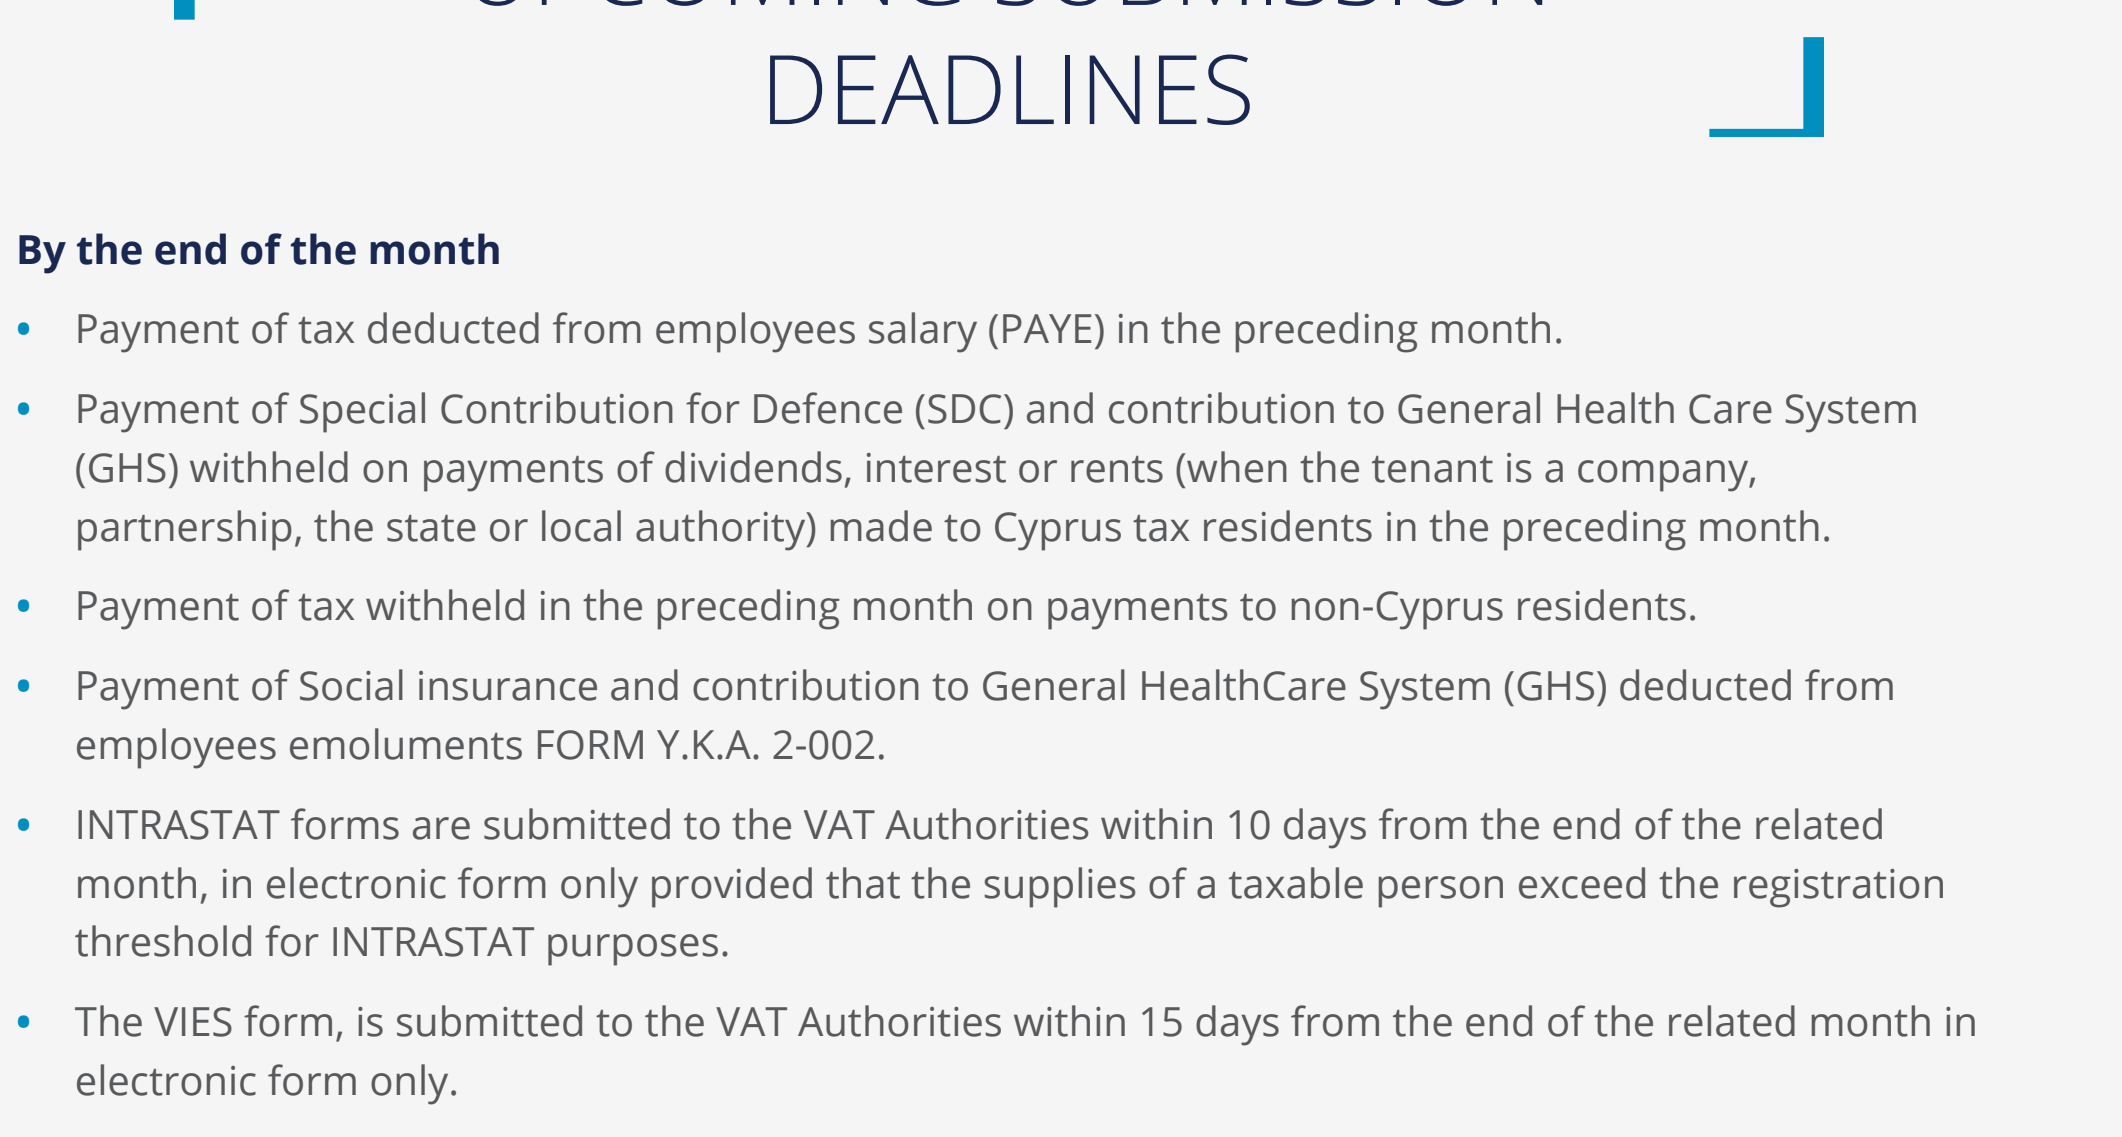 UPCOMING SUBMISSION
DEADLINES
By the end of the month
• Payment of tax deducted from employees salary (PAYE) in the preceding month.
• Payment of Special Contribution for Defence (SDC) and contribution to General Health Care System
(GHS) withheld on payments of dividends, interest or rents (when the tenant is a company,
partnership, the state or local authority) made to Cyprus tax residents in the preceding month.
• Payment of tax withheld in the preceding month on payments to non-Cyprus residents.
• Payment of Social insurance and contribution to General HealthCare System (GHS) deducted from
employees emoluments FORM Y.K.A. 2-002.
• INTRASTAT forms are submitted to the VAT Authorities within 10 days from the end of the related
month, in electronic form only provided that the supplies of a taxable person exceed the registration
threshold for INTRASTAT purposes.
• The VIES form, is submitted to the VAT Authorities within 15 days from the end of the related month in
electronic form only.